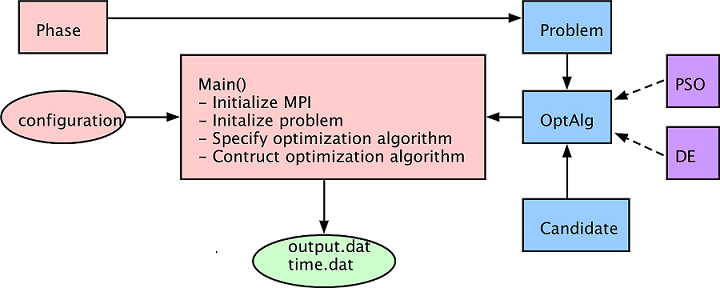 Phase
Problem
Main()
- Initialize MPI
- Initalize problem
- Specify optimization algorithm
- Contruct optimization algorithm
configuration
OptAlg
PSO
DE
Candidate
output.dat
time.dat